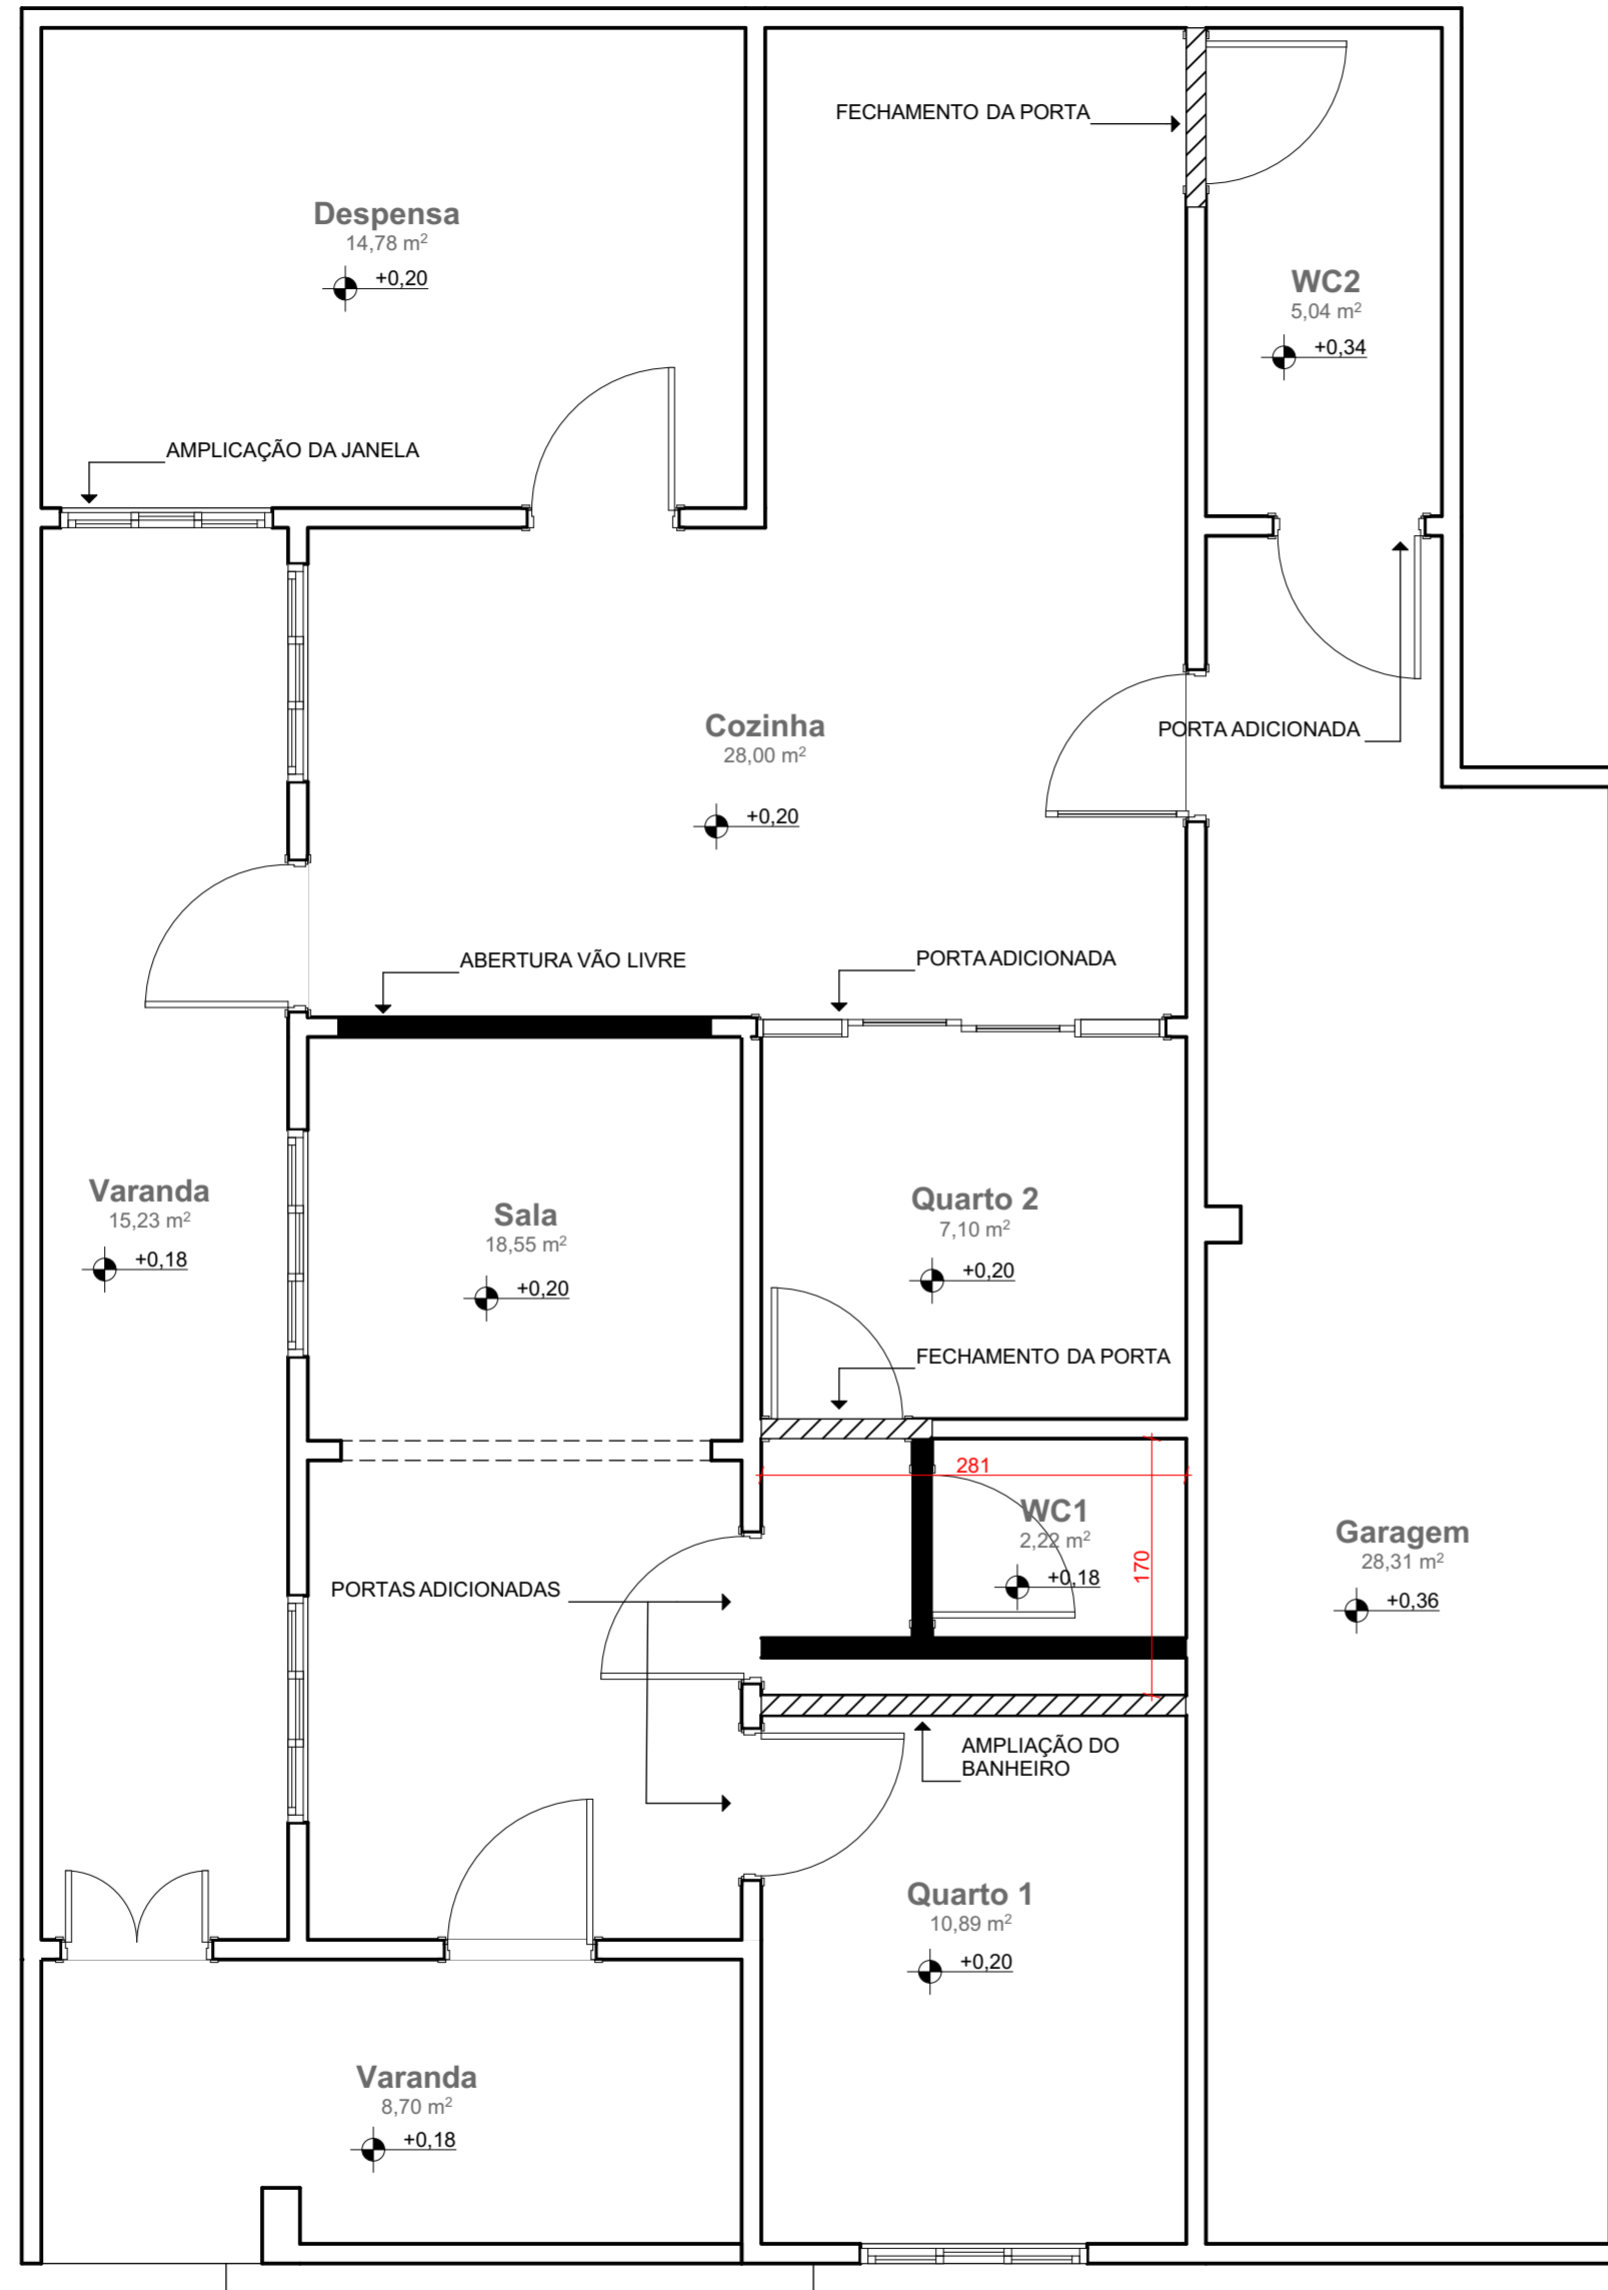 FECHAMENTO DA PORTA
Despensa
14,78 m²
+0,20
WC2
5,04 m²
+0,34
AMPLICAÇÃO DA JANELA
Cozinha
28,00 m²
+0,20
PORTA ADICIONADA
ABERTURA VÃO LIVRE
PORTA ADICIONADA
Varanda
15,23 m²
+0,18
Sala
18,55 m²
+0,20
Quarto 2
7,10 m²
+0,20
FECHAMENTO DA PORTA
281
WC1
2,22 m²
+0,18
170
Garagem
28,31 m²
+0,36
PORTAS ADICIONADAS
AMPLIAÇÃO DO
BANHEIRO
Quarto 1
10,89 m²
+0,20
Varanda
8,70 m²
+0,18